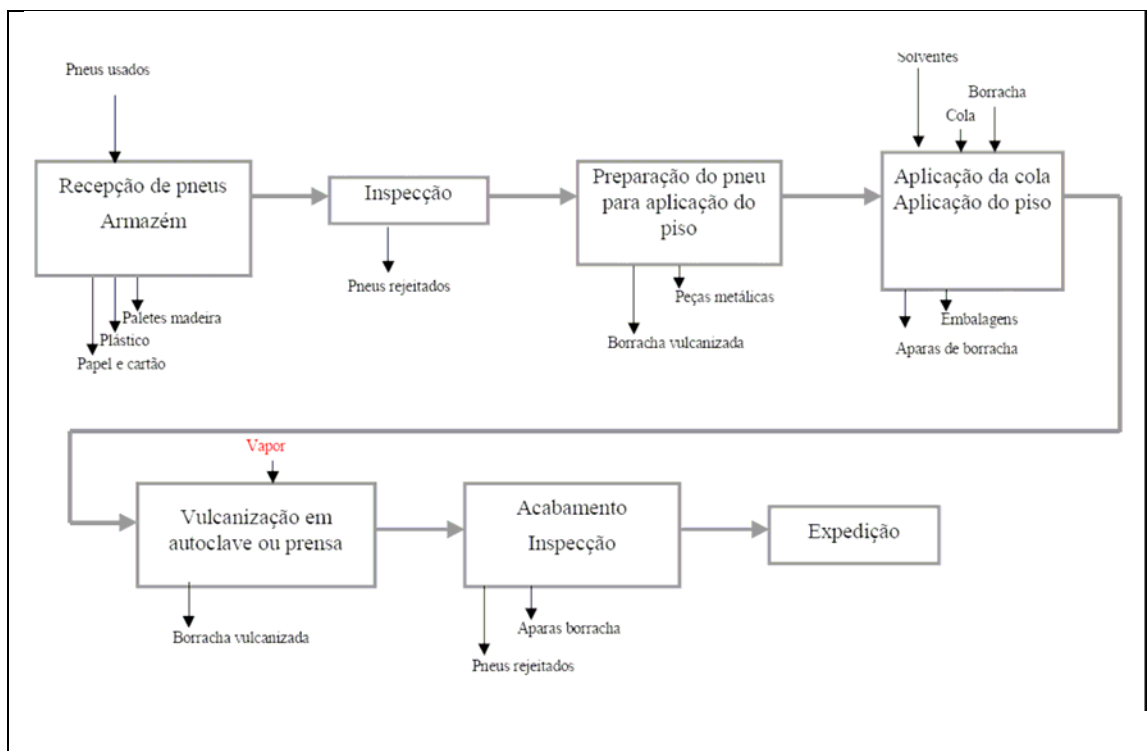 Pneus usados
Solventes
Borracha
Cola
Recepção de pneus
Armazém
Inspecção
Preparação do pneu
para aplicação do
piso
Aplicação da cola
Aplicação do piso
Pneus rejeitados
Peças metálicas
Paletes madeira
Plástico
Papel e cartão
Borracha vulcanizada
Embalagens
Aparas de borracha
Vapor
Vulcanização em
autoclave ou prensa
Acabamento
Inspecção
Expedição
Borracha vulcanizada
Aparas borracha
Pneus rejeitados